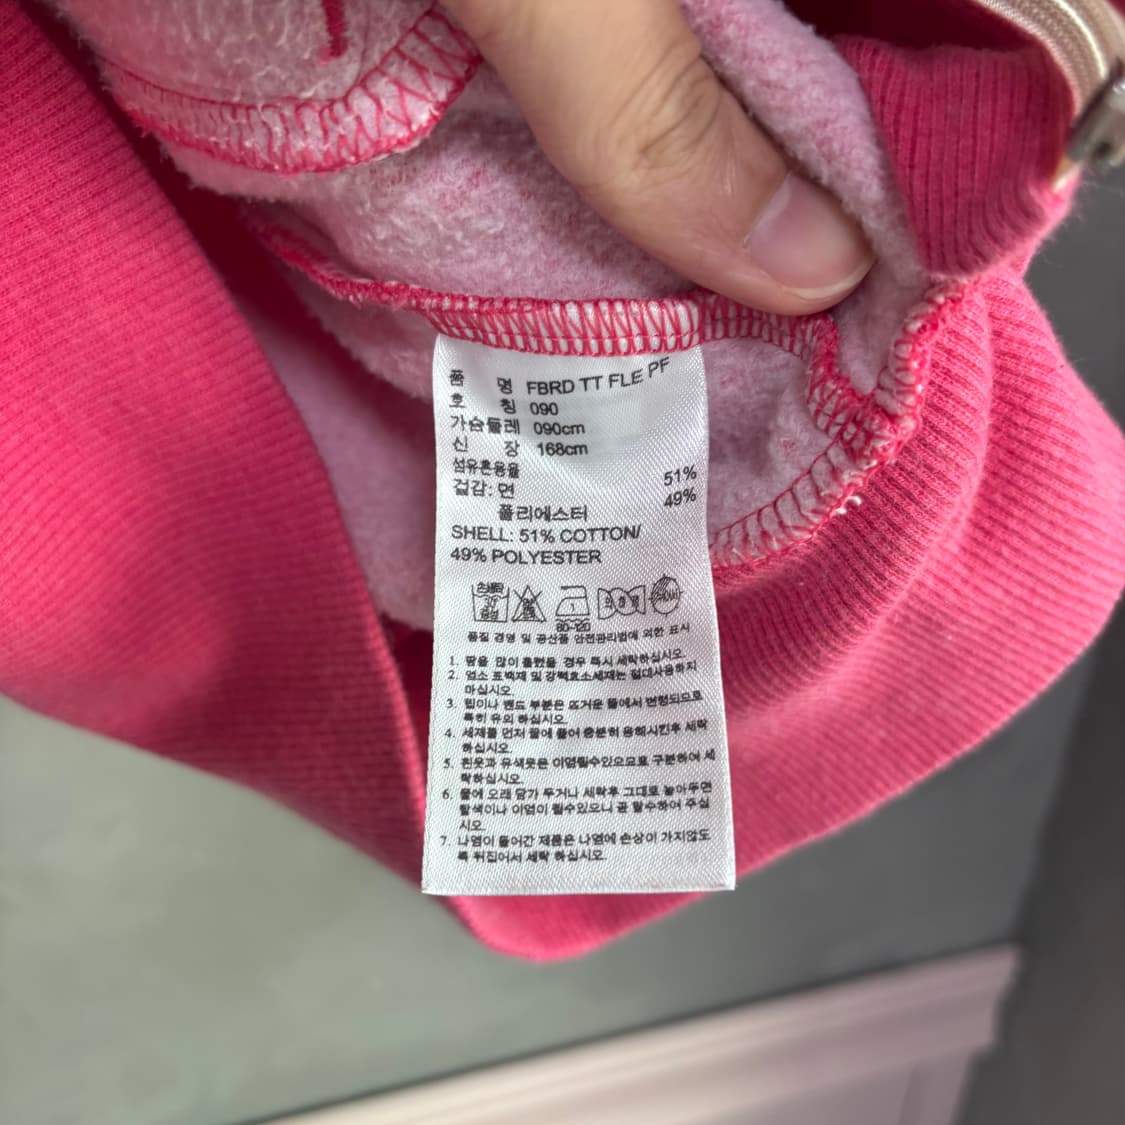 품 명 FBRD TT FLE PF
호 칭 090
가슴둘레 090cm
신 장 168cm
섬유혼용율
겉감: 면 51%
폴리에스터 49%
SHELL: 51% COTTON/
49% POLYESTER
80-120
품질 경영 및 공산품 안전관리법에 의한 표시
1. 땀을 많이 흘렸을 경우 즉시 세탁하십시오.
2. 염소 표백제 및 강력효소세제는 절대사용하지
마십시오
3. 립이나 밴드 부분은 뜨거운 물에서 변형되므로
특히 유의 하십시오.
4. 세제를 먼저 물에 풀어 충분히 용해시킨후 세탁
하십시오.
5. 흰옷과 유색옷은 이염될수있으므로 구분하여 세
탁하십시오.
6. 물에 오래 담가 두거나 세탁후 그대로 놓아두면
탈색이나 이염이 될수있으니 곧 탈수하여 주십
시오.
7. 나염이 들어간 제품은 나염에 손상이 가지않도
록 뒤집어서 세탁 하십시오.